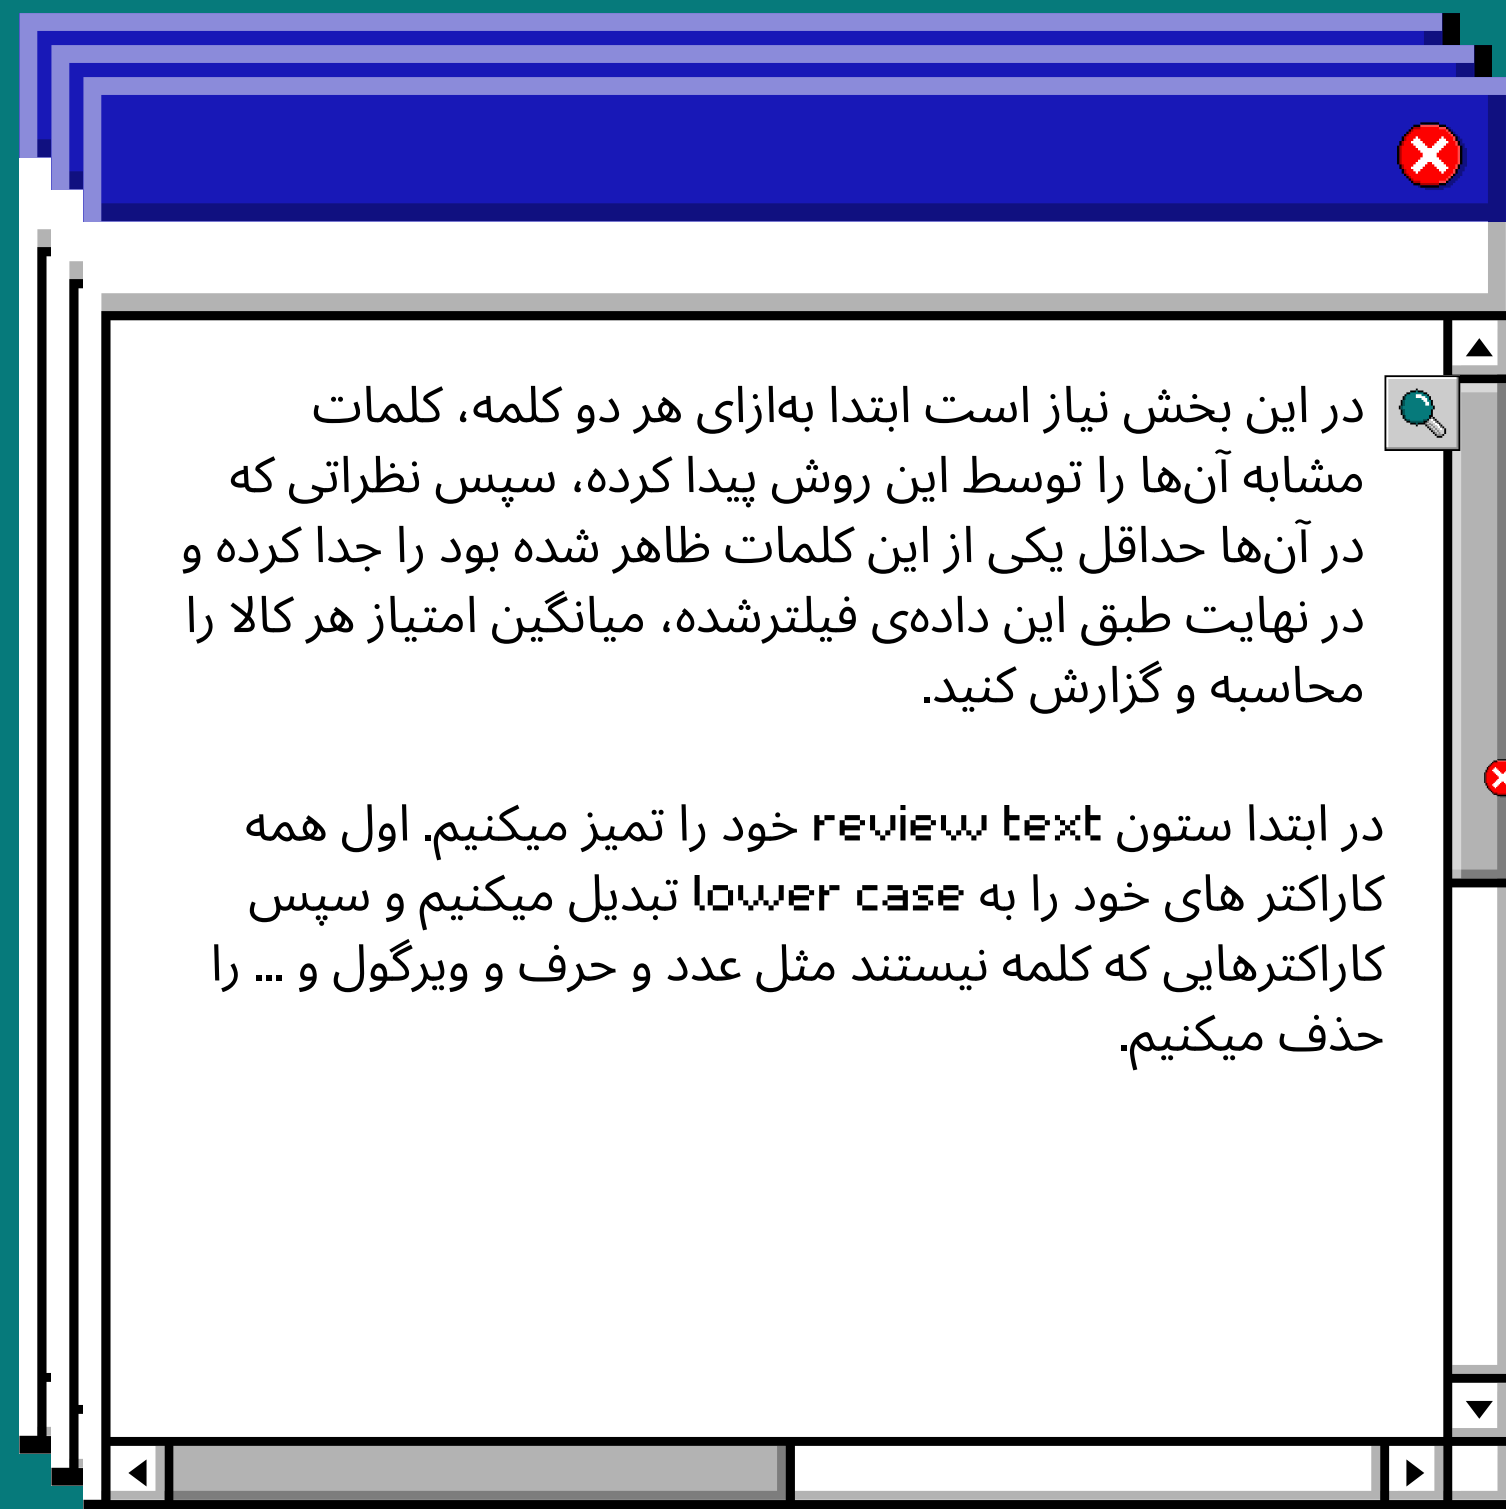 در این بخش نیاز است ابتدا به‌ازای هر دو کلمه، کلمات
مشابه آن‌ها را توسط این روش پیدا کرده، سپس نظراتی که
در آن‌ها حداقل یکی از این کلمات ظاهر شده بود را جدا کرده و
در نهایت طبق این داده‌ی فیلترشده، میانگین امتیاز هر کالا را
محاسبه و گزارش کنید.
در ابتدا ستون review text خود را تمیز میکنیم. اول همه
کاراکتر های خود را به lower case تبدیل میکنیم و سپس
کاراکترهایی که کلمه نیستند مثل عدد و حرف و ویرگول و ... را
حذف میکنیم.